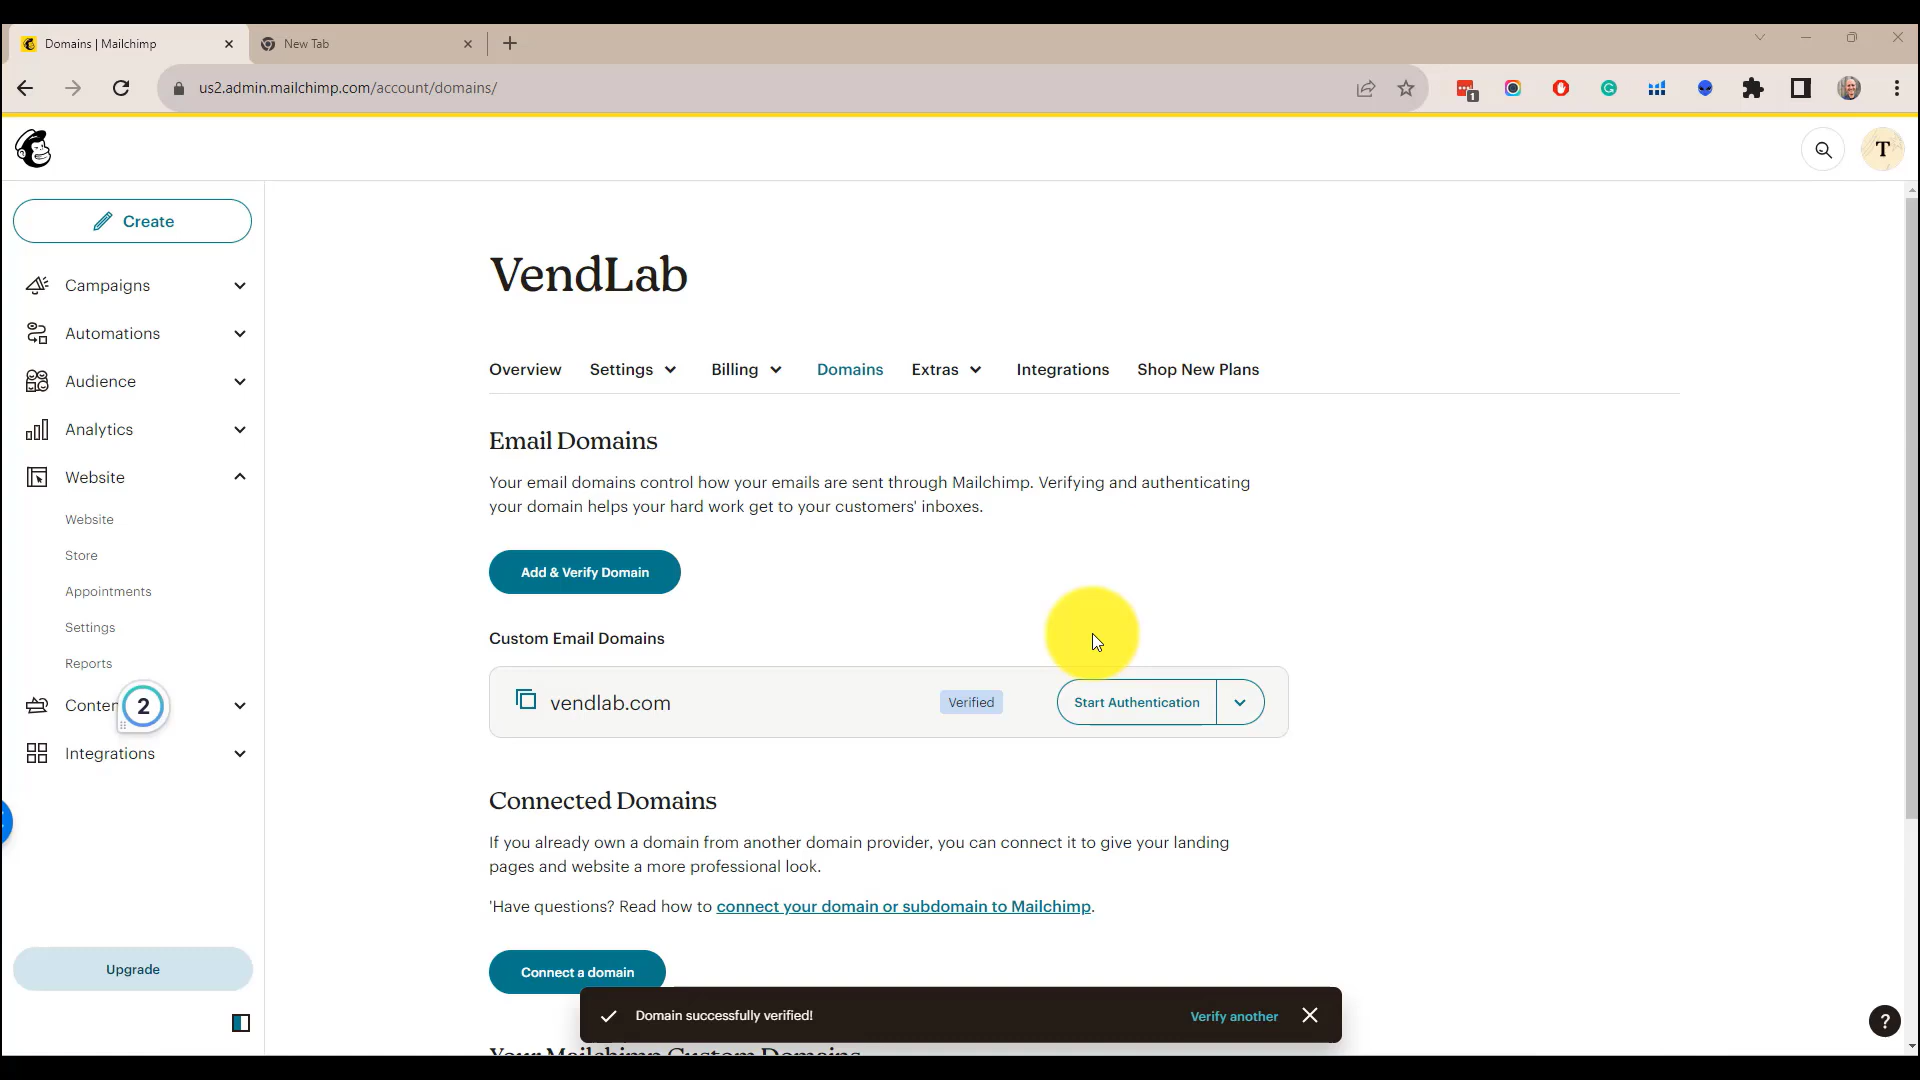 Domains | Mailchimp
New Tab
us2.admin.mailchimp.com/account/domains/
1
T
Create
Campaigns
Automations
Audience
Analytics
Website
Website
Store
Appointments
Settings
Reports
2
Integrations
Upgrade
VendLab
Overview Settings Billing Domains Extras Integrations Shop New Plans
Email Domains
Your email domains control how your emails are sent through Mailchimp. Verifying and authenticating
your domain helps your hard work get to your customers' inboxes.
Add & Verify Domain
Custom Email Domains
vendlab.com Verified Start Authentication
Connected Domains
If you already own a domain from another domain provider, you can connect it to give your landing
pages and website a more professional look.
'Have questions? Read how to connect your domain or subdomain to Mailchimp.
Connect a domain
Domain successfully verified! Verify another
Your Mailchimp Custom Domains
?